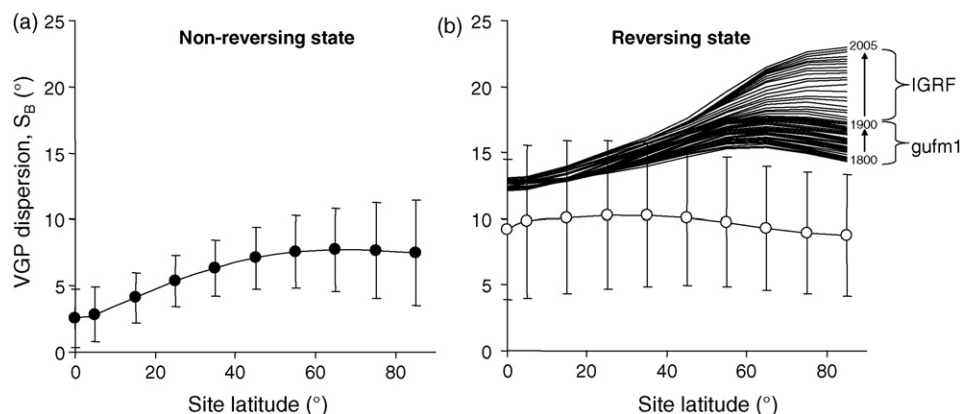 (a)
Non-reversing state
25
20
15
10
5
0
VGP dispersion, S_B (°)
0 20 40 60 80
Site latitude (°)
(b)
Reversing state
25
20
15
10
5
0
2005
1900
1800
IGRF
gufm1
0 20 40 60 80
Site latitude (°)